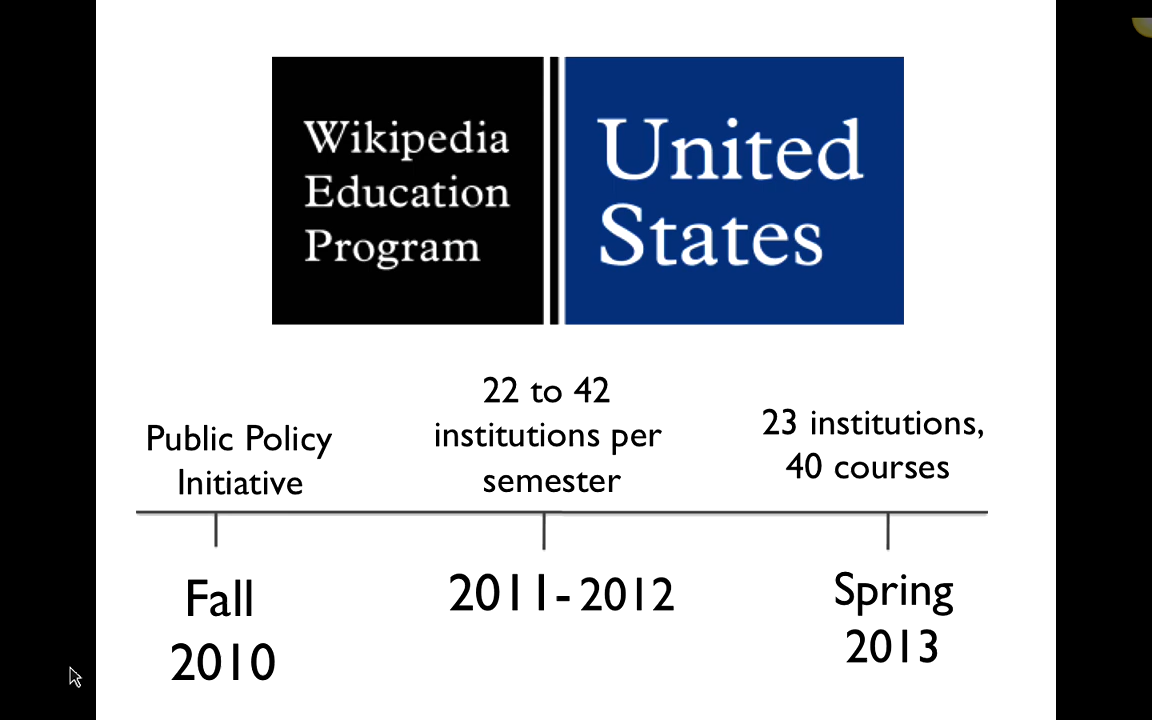 Wikipedia
Education
Program
United
States
Public Policy
Initiative
22 to 42
institutions per
semester
23 institutions,
40 courses
Fall
2010
2011- 2012
Spring
2013